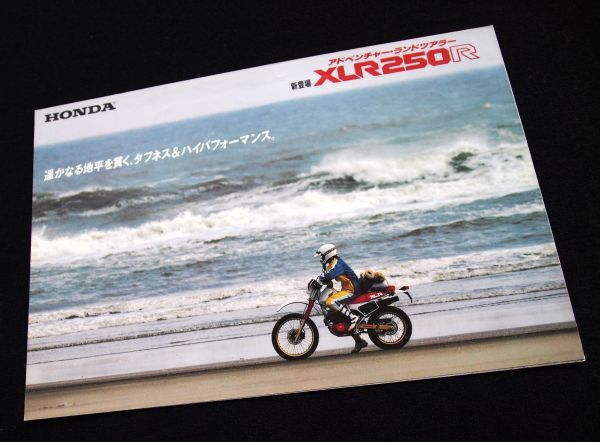 HONDA
アドベンチャー・ランドツアラー
新登場 XLR250R
遥かなる地平を貫く、タフネス&ハイパフォーマンス。
XLR